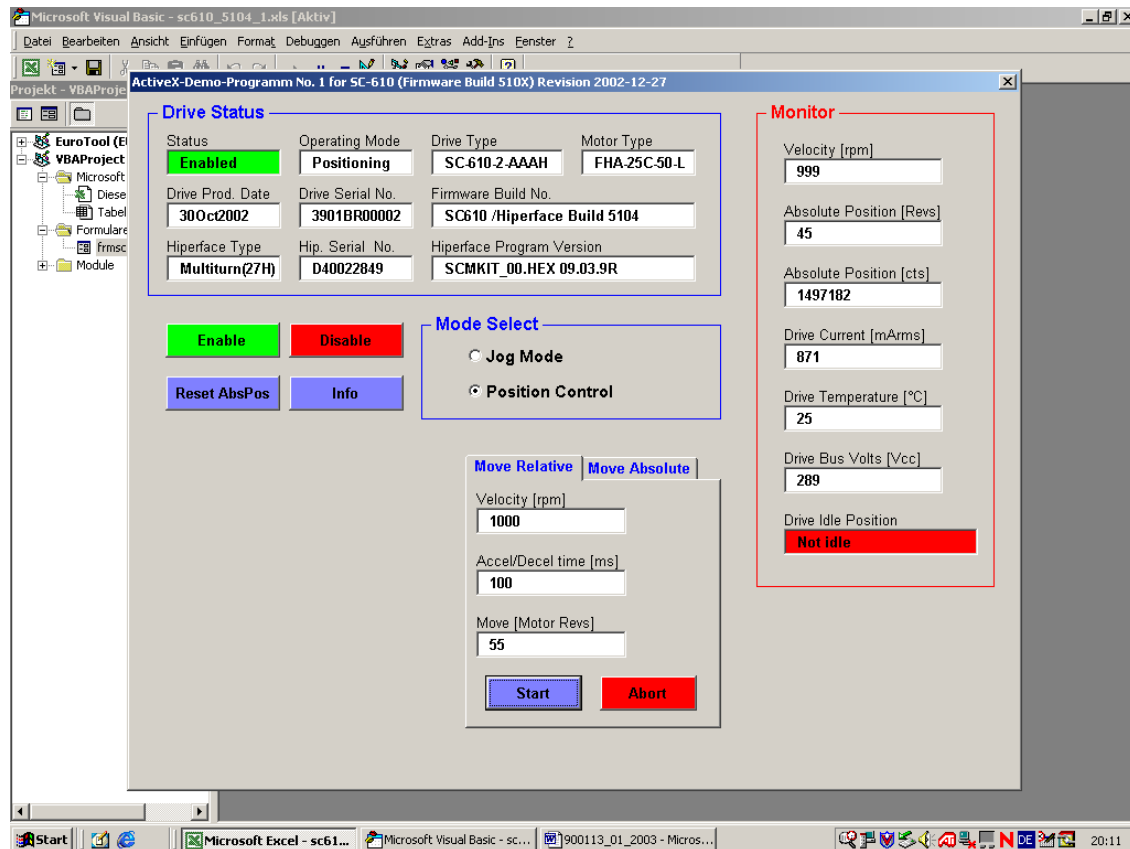 Microsoft Visual Basic - sc610_5104_1.xls [Aktiv]
Datei Bearbeiten Ansicht Einfügen Format Debuggen Ausführen Extras Add-Ins Fenster ?
Projekt - VBAProje
ActiveX-Demo-Programm No. 1 for SC-610 (Firmware Build 510X) Revision 2002-12-27
EuroTool (E
VBAProject
Microsoft
Diese
Tabel
Formulare
frmsc
Module
Drive Status
Status Operating Mode Drive Type Motor Type
Enabled Positioning SC-610-2-AAAH FHA-25C-50-L
Drive Prod. Date Drive Serial No. Firmware Build No.
30Oct2002 3901BR00002 SC610 /Hiperface Build 5104
Hiperface Type Hip. Serial No. Hiperface Program Version
Multiturn(27H) D40022849 SCMKIT_00.HEX 09.03.9R
Enable Disable
Reset AbsPos Info
Mode Select
Jog Mode
Position Control
Move Relative Move Absolute
Velocity [rpm]
1000
Accel/Decel time [ms]
100
Move [Motor Revs]
55
Start Abort
Monitor
Velocity [rpm]
999
Absolute Position [Revs]
45
Absolute Position [cts]
1497182
Drive Current [mArms]
871
Drive Temperature [°C]
25
Drive Bus Volts [Vcc]
289
Drive Idle Position
Not idle
Start Microsoft Excel - sc61... Microsoft Visual Basic - sc... 900113_01_2003 - Micros... N DE 20:11